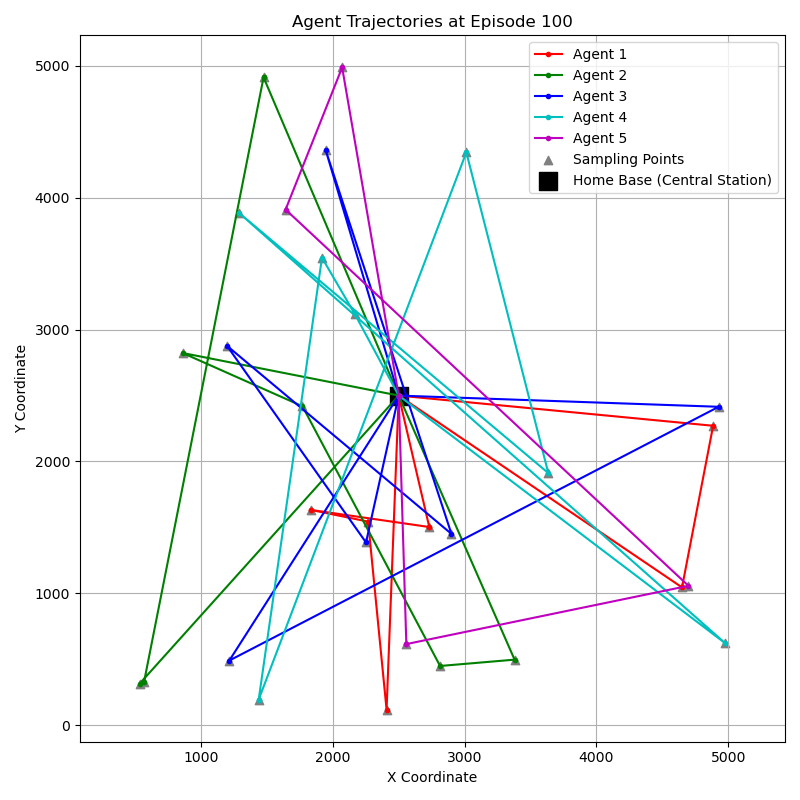 Agent Trajectories at Episode 100
Agent 1
Agent 2
Agent 3
Agent 4
Agent 5
Sampling Points
Home Base (Central Station)
5000
4000
3000
2000
1000
0
Y Coordinate
1000 2000 3000 4000 5000
X Coordinate